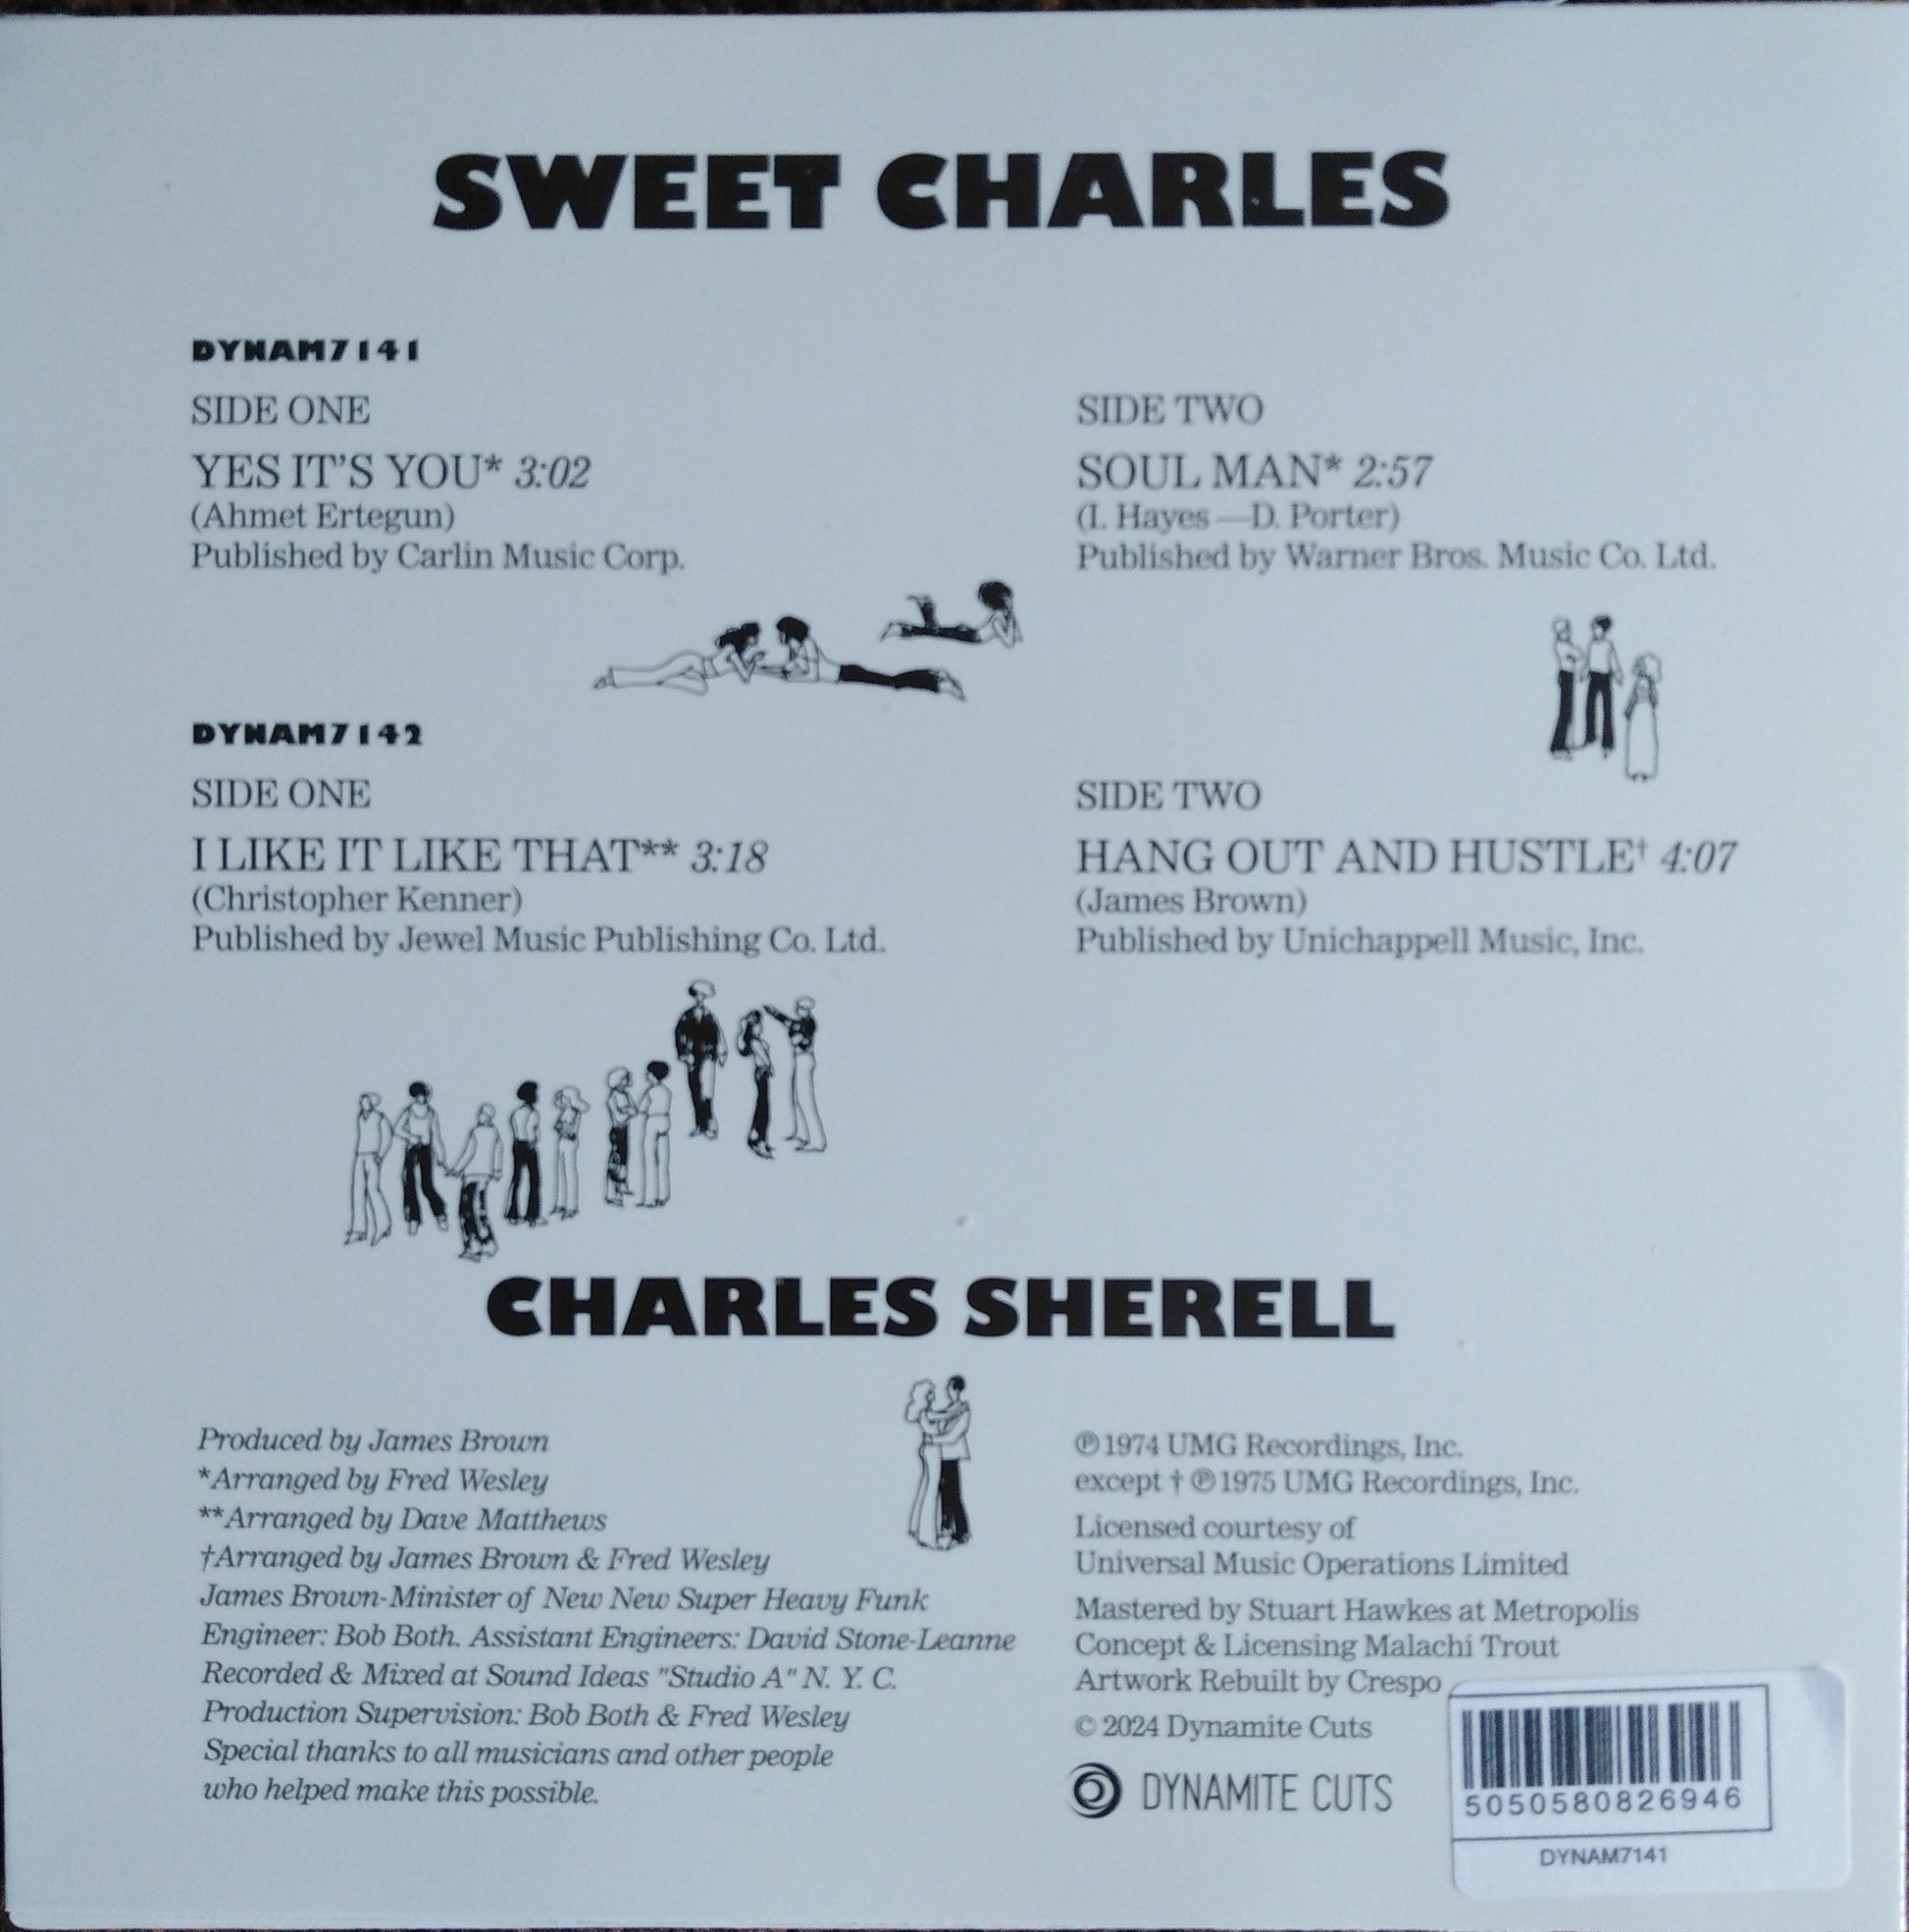 SWEET CHARLES
DYNAM7141
SIDE ONE
YES IT'S YOU* 3:02
(Ahmet Ertegun)
Published by Carlin Music Corp.
SIDE TWO
SOUL MAN* 2:57
(I. Hayes—D. Porter)
Published by Warner Bros. Music Co. Ltd.
DYNAM7142
SIDE ONE
I LIKE IT LIKE THAT** 3:18
(Christopher Kenner)
Published by Jewel Music Publishing Co. Ltd.
SIDE TWO
HANG OUT AND HUSTLE† 4:07
(James Brown)
Published by Unichappell Music, Inc.
CHARLES SHERELL
Produced by James Brown
*Arranged by Fred Wesley
**Arranged by Dave Matthews
†Arranged by James Brown & Fred Wesley
James Brown-Minister of New New Super Heavy Funk
Engineer: Bob Both. Assistant Engineers: David Stone-Leanne
Recorded & Mixed at Sound Ideas "Studio A" N. Y. C.
Production Supervision: Bob Both & Fred Wesley
Special thanks to all musicians and other people
who helped make this possible.
℗1974 UMG Recordings, Inc.
except † ℗1975 UMG Recordings, Inc.
Licensed courtesy of
Universal Music Operations Limited
Mastered by Stuart Hawkes at Metropolis
Concept & Licensing Malachi Trout
Artwork Rebuilt by Crespo
© 2024 Dynamite Cuts
DYNAMITE CUTS
5050580826946
DYNAM7141